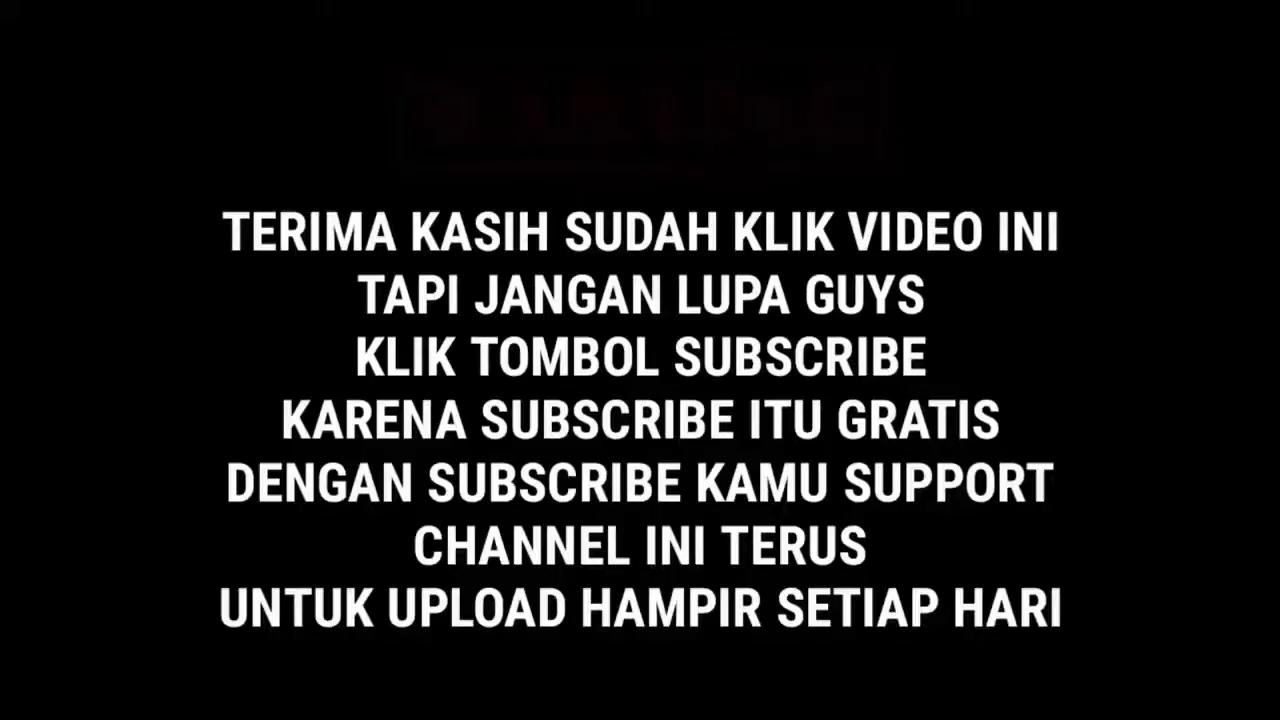 TERIMA KASIH SUDAH KLIK VIDEO INI
TAPI JANGAN LUPA GUYS
KLIK TOMBOL SUBSCRIBE
KARENA SUBSCRIBE ITU GRATIS
DENGAN SUBSCRIBE KAMU SUPPORT
CHANNEL INI TERUS
UNTUK UPLOAD HAMPIR SETIAP HARI